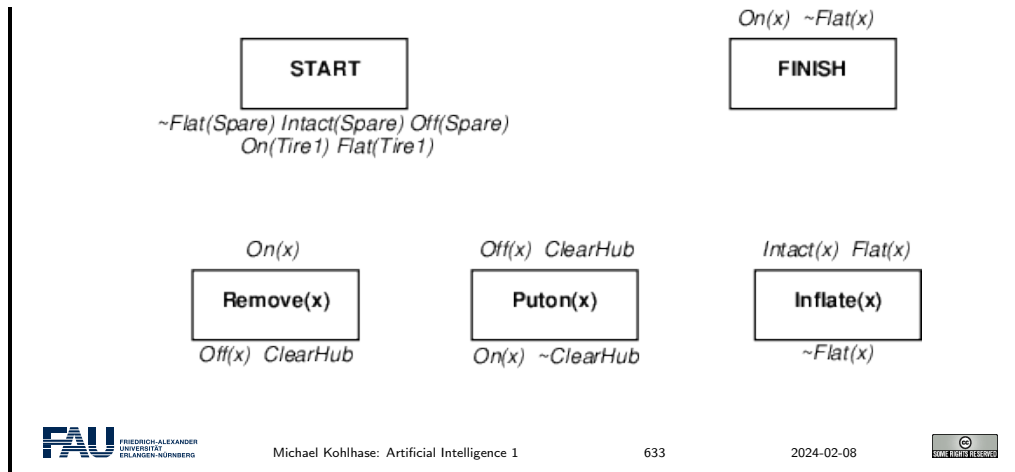 On(x) ~Flat(x)
START
FINISH
~Flat(Spare) Intact(Spare) Off(Spare)
On(Tire1) Flat(Tire1)
On(x)
Off(x) ClearHub
Intact(x) Flat(x)
Remove(x)
Puton(x)
Inflate(x)
Off(x) ClearHub
On(x) ~ClearHub
~Flat(x)
FAU
FRIEDRICH-ALEXANDER
UNIVERSITÄT
ERLANGEN-NÜRNBERG
Michael Kohlhase: Artificial Intelligence 1
633
2024-02-08
cc
SOME RIGHTS RESERVED